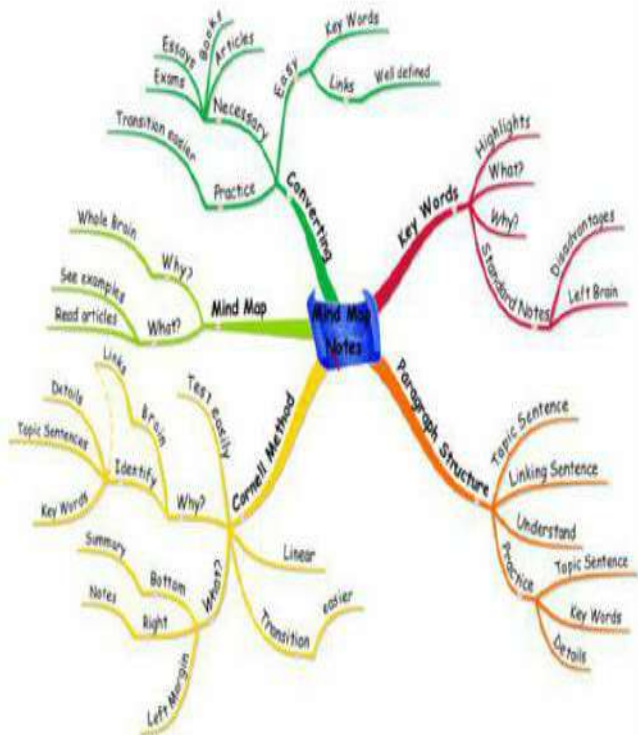 Mind Map
Notes
Converting
Easy
Key Words
Links
Well defined
Necessary
Books
Articles
Essays
Exams
Practice
Transition easier
Key Words
Highlights
What?
Why?
Standard Notes
Disadvantages
Left Brain
Paragraph Structure
Topic Sentence
Linking Sentence
Understand
Practice
Topic Sentence
Key Words
Details
Cornell Method
Test easily
Why?
Brain
Links
Identify
Details
Topic Sentences
Key Words
What?
Bottom
Summary
Right
Notes
Left Margin
Linear
Transition
easier
Mind Map
Why?
Whole Brain
What?
See examples
Read articles